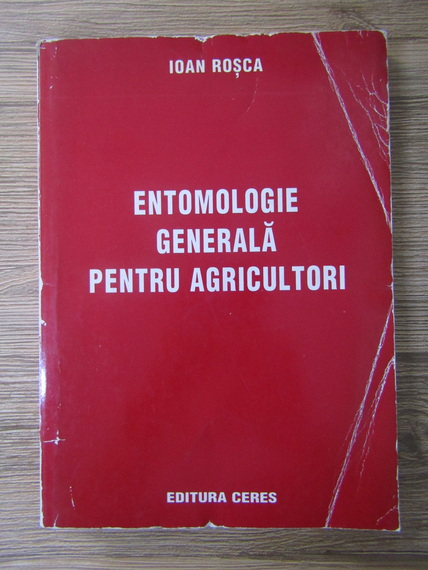 IOAN ROȘCA
ENTOMOLOGIE
GENERALĂ
PENTRU AGRICULTORI
EDITURA CERES